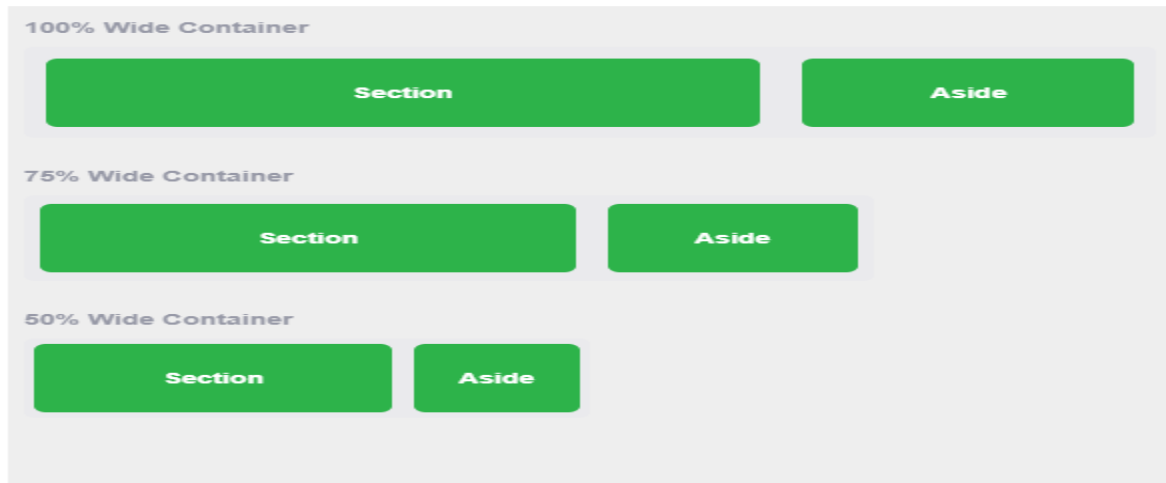 100% Wide Container
Section Aside
75% Wide Container
Section Aside
50% Wide Container
Section Aside